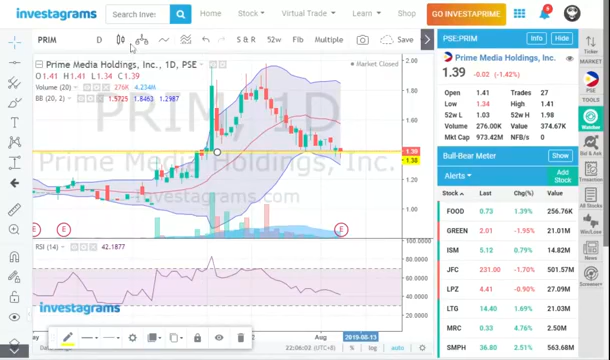 investagrams
Search Inves
Home
Stock
Virtual Trade
Learn
Shop
GO INVESTAPRIME
PRIM
D
S & R
52w
Fib
Multiple
Save
Prime Media Holdings, Inc., 1D, PSE
Market Closed
O 1.41 H 1.41 L 1.34 C 1.39
Volume (20) 276K 4.234M
BB (20, 2) 1.5725 1.8463 1.2987
PRIM, 1D
Prime Media Holdings, Inc.
investagrams.com
2.00
1.80
1.60
1.39
1.38
1.20
1.00
E
E
E
RSI (14) 42.1877
100.0000
80.0000
60.0000
40.0000
20.0000
0.0000
investagrams
Aug
2019-08-13
22:06:02 (UTC+8)
%
log
auto
PSE:PRIM
Info
Hide
Prime Media Holdings, Inc.
1.39 -0.02 (-1.42%)
Open 1.41 Trades 27
Low 1.34 High 1.41
52w L 1.03 52w H 1.98
Volume 276.00K Value 374.67K
Mkt Cap 973.42M NFB/S 0
Bull-Bear Meter
Show
Alerts
Add Stock
Stock Last Chg(%) Value
FOOD 0.73 1.39% 256.76K
GREEN 2.01 -1.95% 21.01M
ISM 5.12 0.79% 14.82M
JFC 231.00 -1.70% 501.57M
LPZ 4.41 -0.90% 27.09M
LTG 14.40 1.69% 21.03M
MRC 0.33 4.76% 2.50M
SMPH 36.80 2.51% 563.24M
Ticker
MARKET
PSE
TOOLS
Watcher
Bid & Ask
Transaction
All Stocks
Win/Lose
Screener